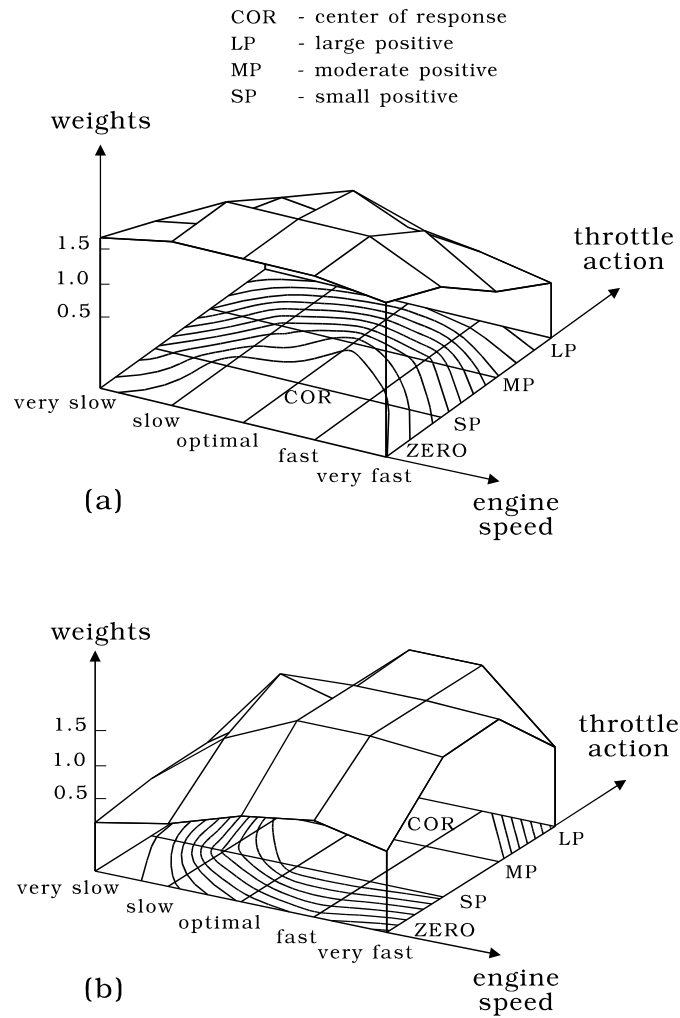 COR - center of response
LP - large positive
MP - moderate positive
SP - small positive
weights
1.5
1.0
0.5
throttle
action
LP
MP
SP
ZERO
COR
very slow
slow
optimal
fast
very fast
engine
speed
(a)
weights
1.5
1.0
0.5
throttle
action
COR
LP
MP
SP
ZERO
very slow
slow
optimal
fast
very fast
engine
speed
(b)